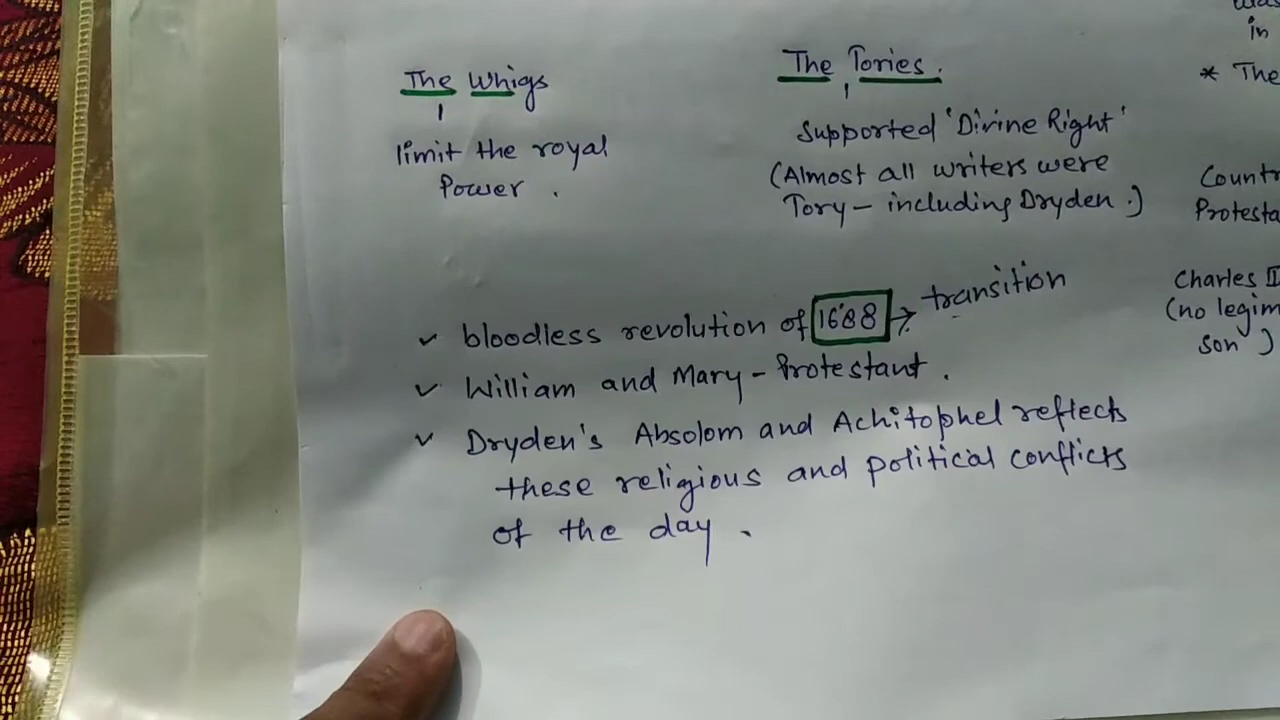 The Whigs
limit the royal
Power .
The Tories .
Supported 'Divine Right'
(Almost all writers were
Tory - including Dryden .)
bloodless revolution of 1688 → transition
William and Mary - Protestant .
Dryden's Absolom and Achitophel reflects
these religious and political conflicts
of the day .
in
* The
Charles II
son )